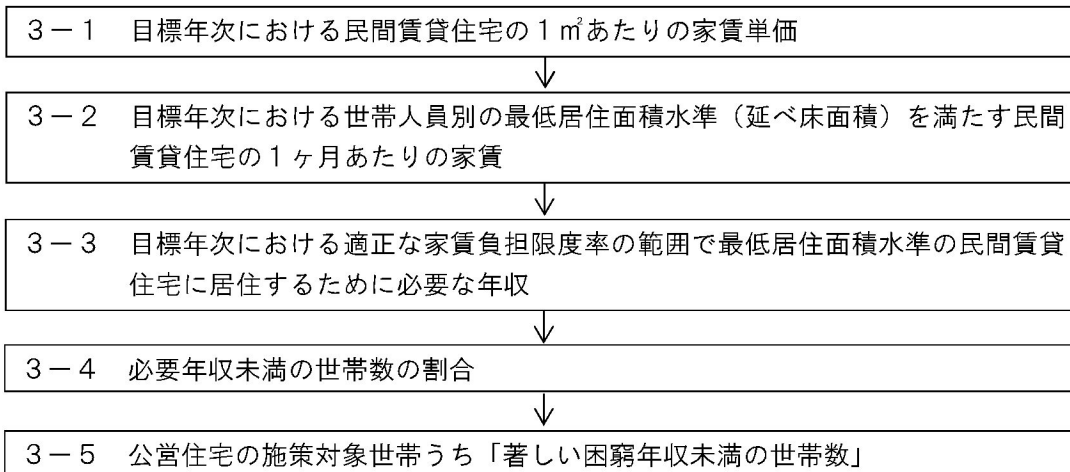 3－1 目標年次における民間賃貸住宅の1㎡あたりの家賃単価
3－2 目標年次における世帯人員別の最低居住面積水準（延べ床面積）を満たす民間
賃貸住宅の1ヶ月あたりの家賃
3－3 目標年次における適正な家賃負担限度率の範囲で最低居住面積水準の民間賃貸
住宅に居住するために必要な年収
3－4 必要年収未満の世帯数の割合
3－5 公営住宅の施策対象世帯うち「著しい困窮年収未満の世帯数」